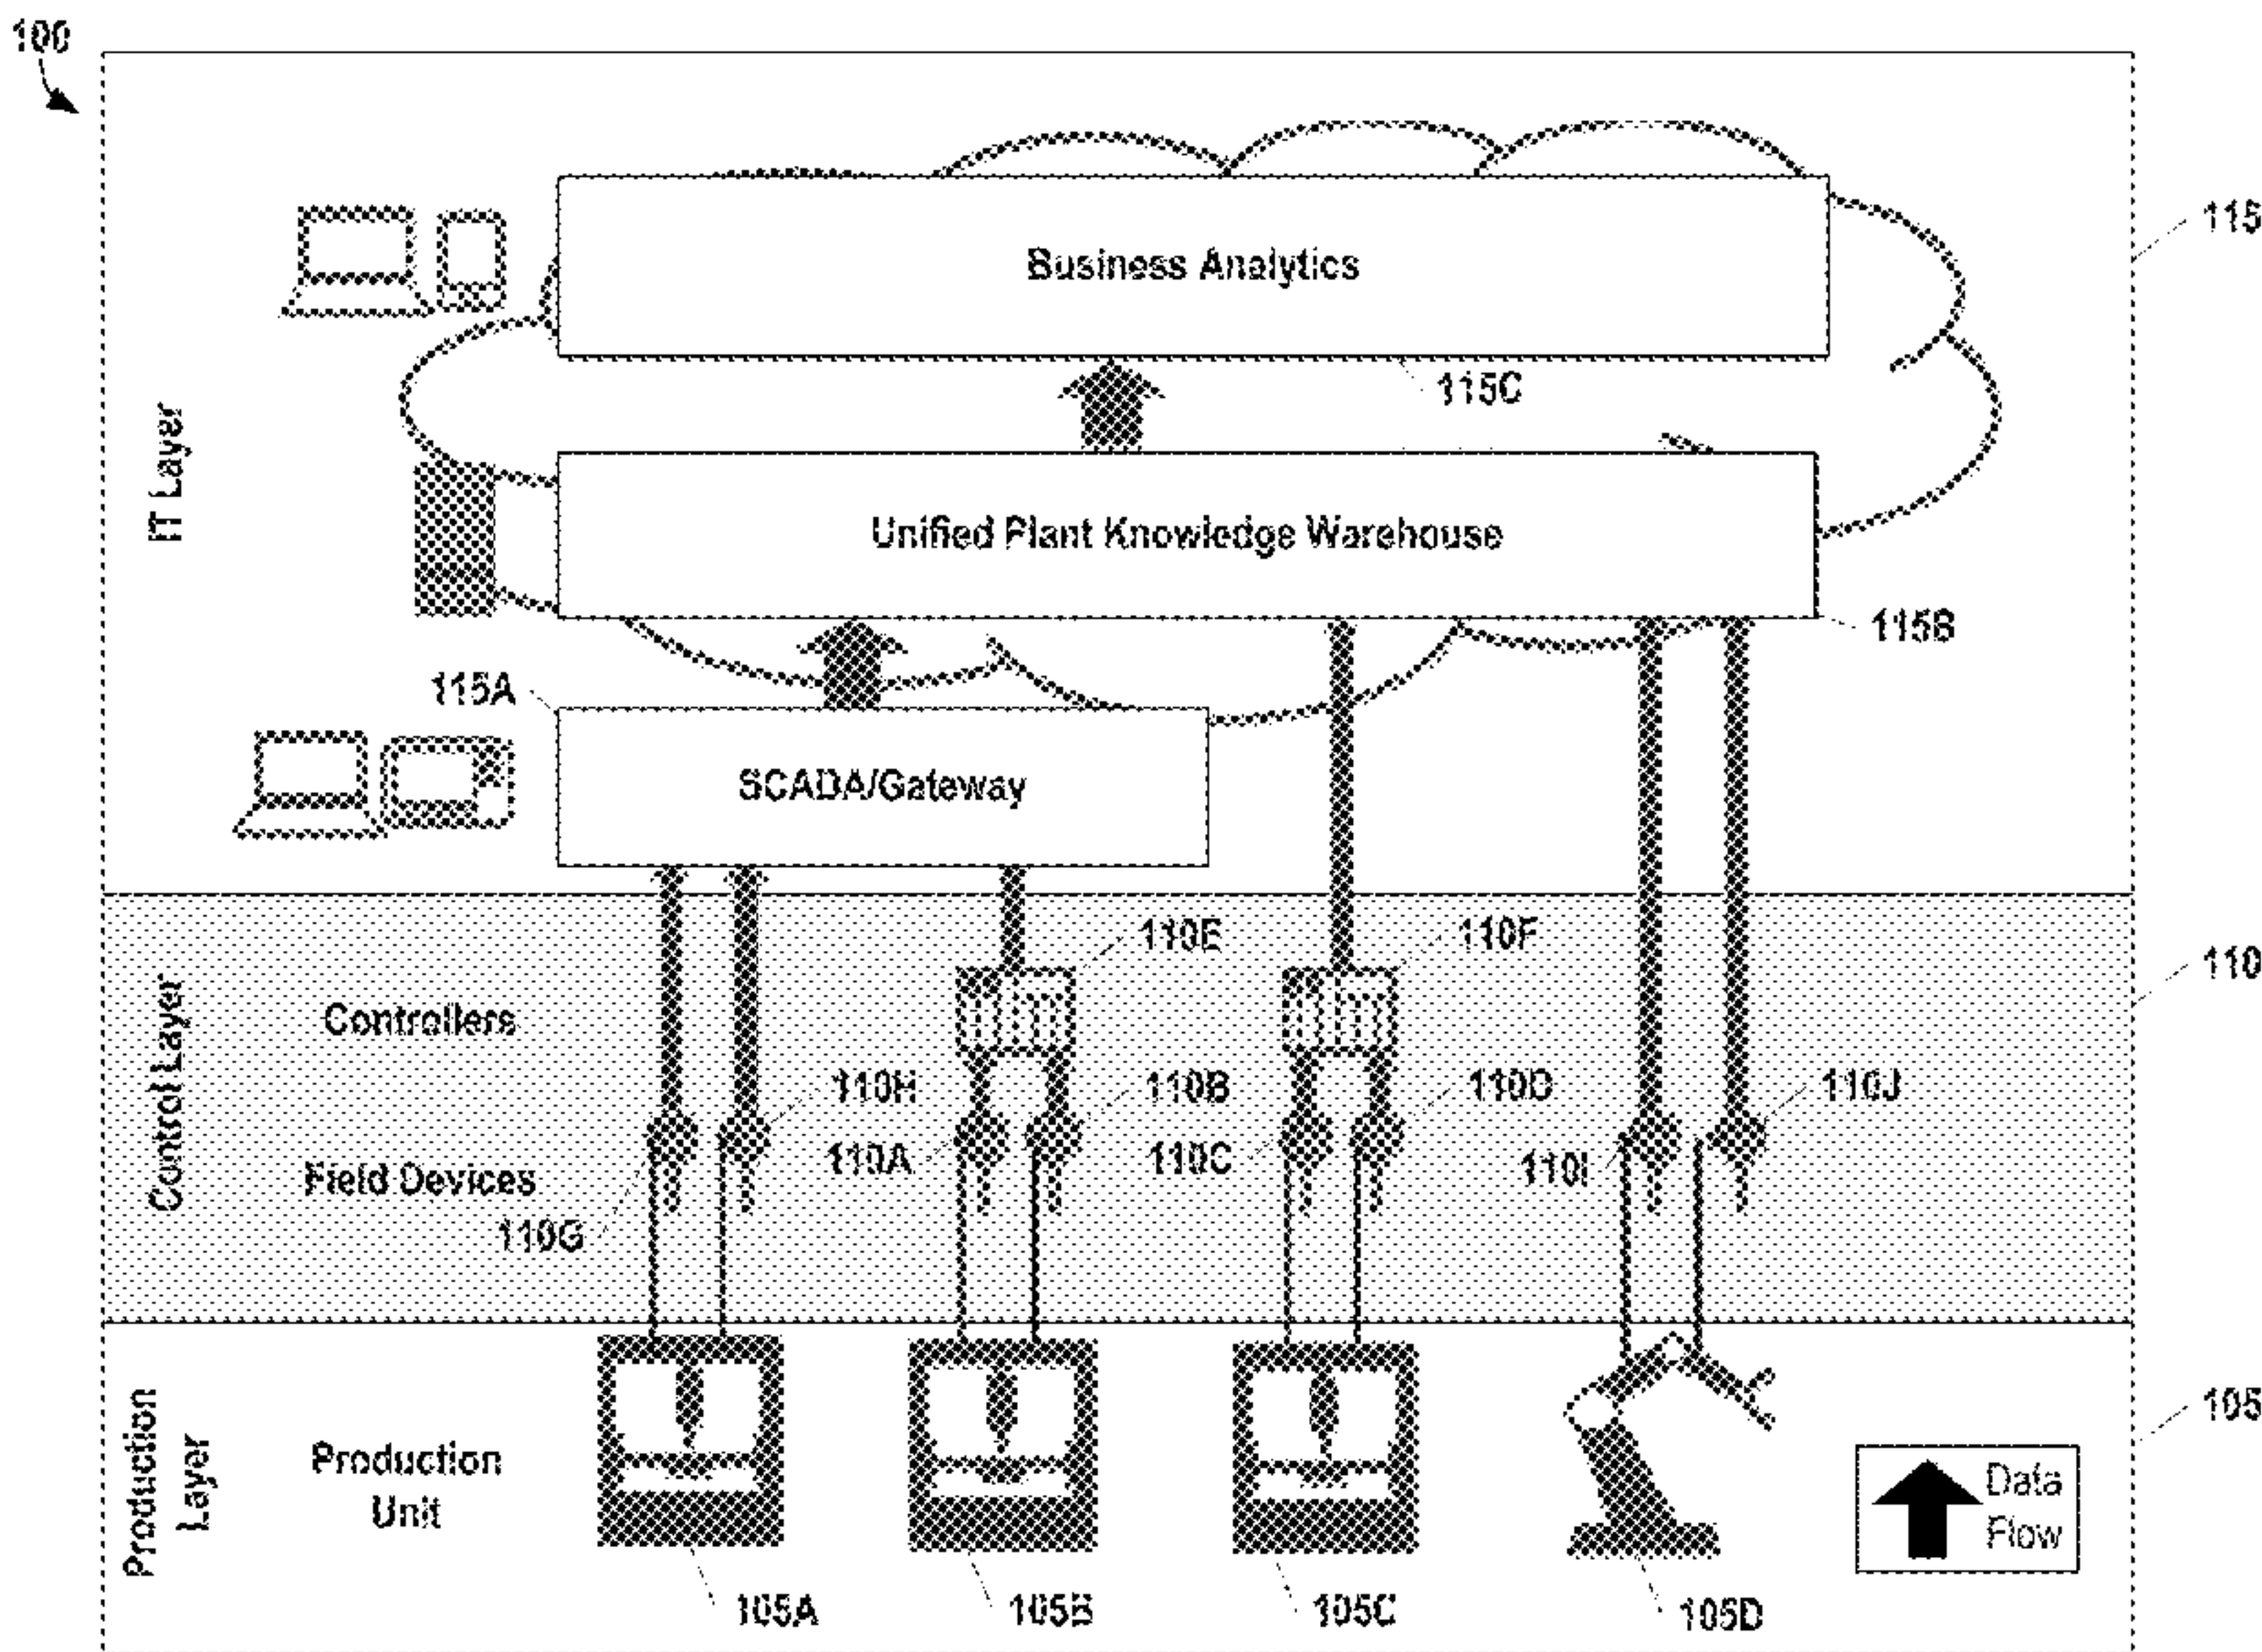 100
Business Analytics
115
115C
IT Layer
Unified Plant Knowledge Warehouse
115B
115A
SCADA/Gateway
110E
110F
110
Control Layer
Controllers
110H
110B
110D
110J
110A
110C
110I
Field Devices
110G
Production
Layer
Production
Unit
105
Data
Flow
105A
105B
105C
105D